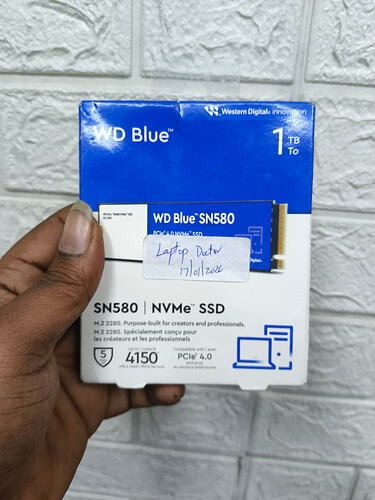 Western Digital® innovation
WD Blue™
1 TB
To
WD Blue™ SN580
PCIe® 4.0 NVMe™ SSD
Laptop Doctor
17/01/2026
SN580 | NVMe™ SSD
M.2 2280. Purpose-built for creators and professionals.
M.2 2280. Spécialement conçu pour
les créateurs et les professionnels
5
4150
PCIe® 4.0